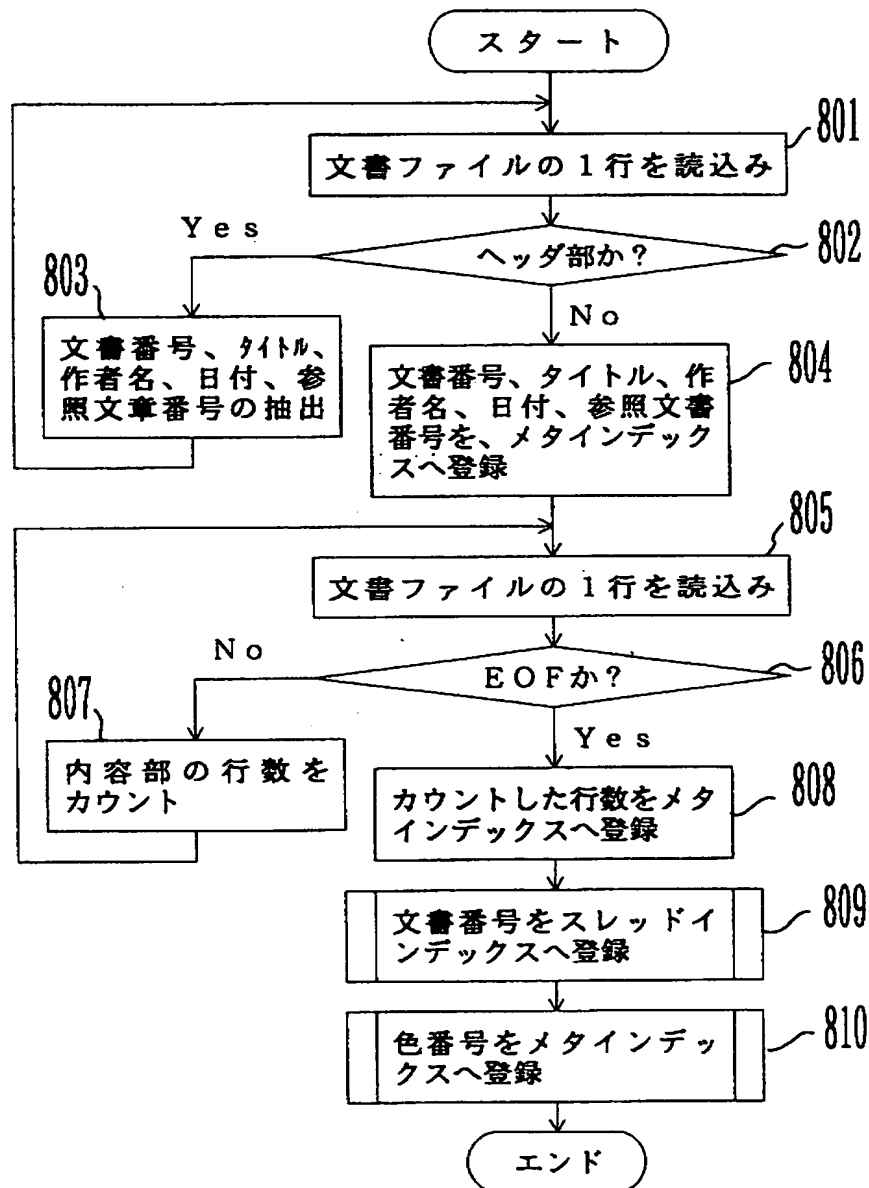 スタート
801
文書ファイルの1行を読込み
Yes
ヘッダ部か?
802
803
No
文書番号、タイトル、
作者名、日付、参
照文章番号の抽出
804
文書番号、タイトル、作
者名、日付、参照文書
番号を、メタインデック
スへ登録
805
文書ファイルの1行を読込み
No
EOFか?
806
807
Yes
内容部の行数を
カウント
808
カウントした行数をメタ
インデックスへ登録
809
文書番号をスレッドイ
ンデックスへ登録
810
色番号をメタインデッ
クスへ登録
エンド